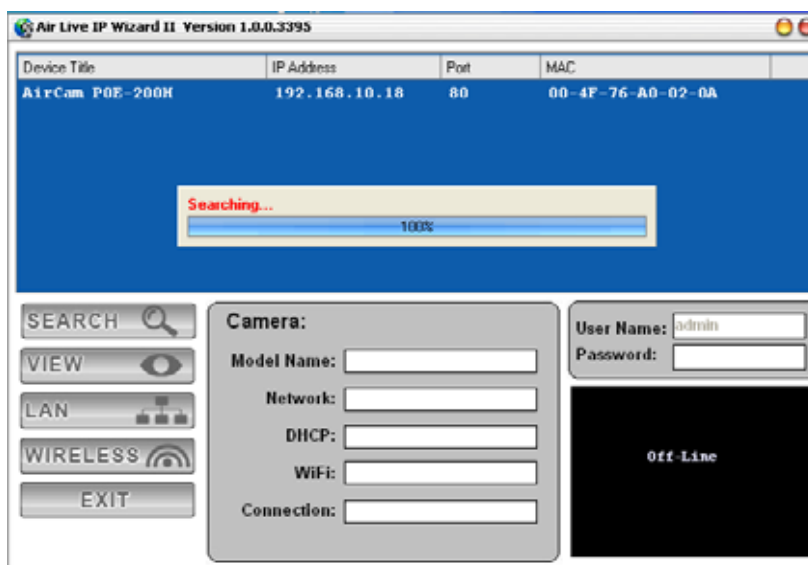 Air Live IP Wizard II Version 1.0.0.3395
Device Title IP Address Port MAC
AirCam POE-200H 192.168.10.18 80 00-4F-76-A0-02-0A
Searching...
100%
SEARCH
VIEW
LAN
WIRELESS
EXIT
Camera:
Model Name:
Network:
DHCP:
WiFi:
Connection:
User Name: admin
Password:
Off-Line